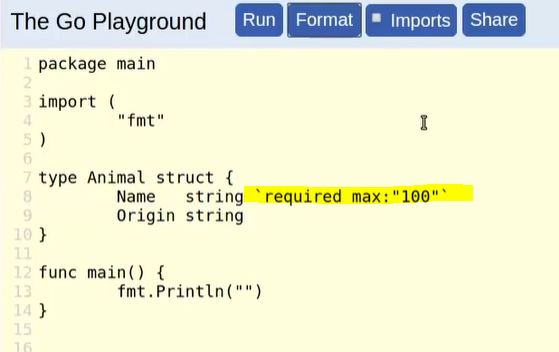 The Go Playground Run Format Imports Share
1 package main
2
3 import (
4 "fmt"
5 )
6
7 type Animal struct {
8 Name string `required max:"100"`
9 Origin string
10 }
11
12 func main() {
13 fmt.Println("")
14 }
15
16